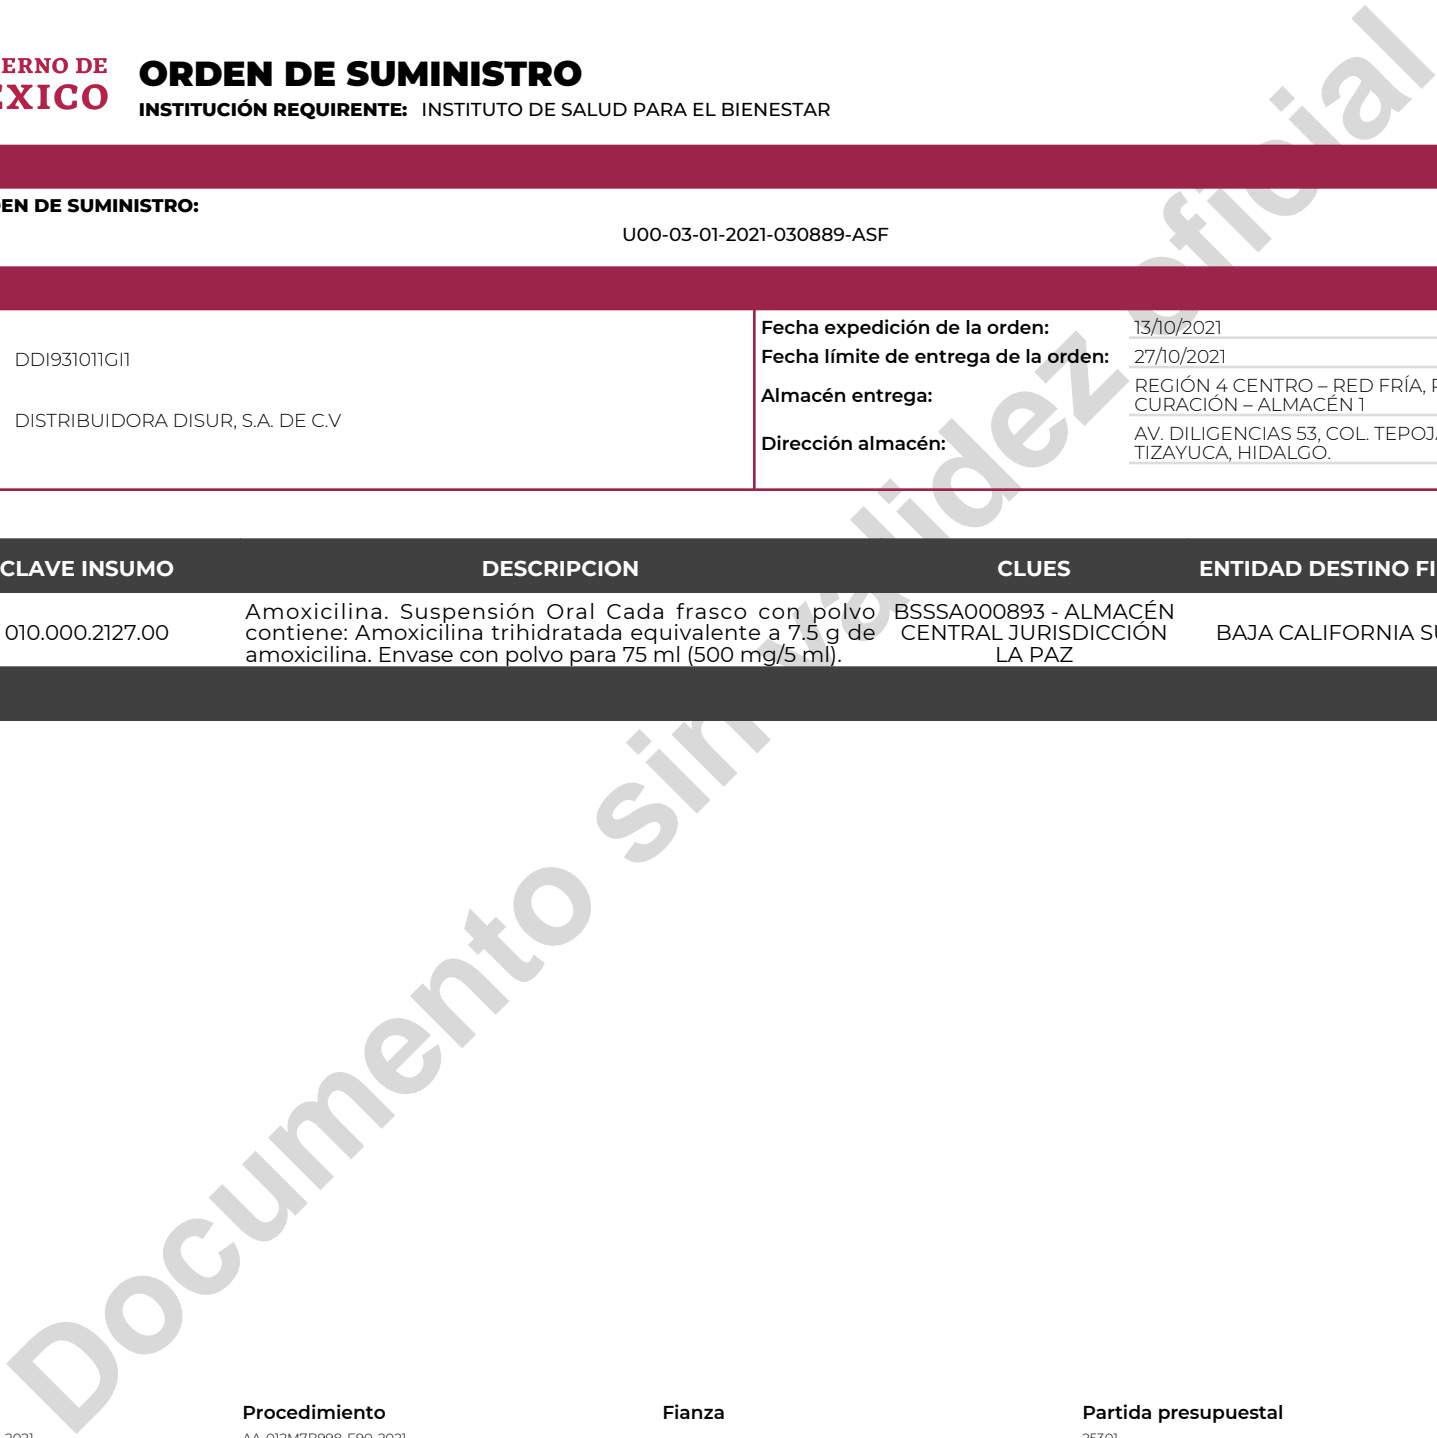 ERNO DE
ORDEN DE SUMINISTRO
INSTITUCIÓN REQUIRENTE: INSTITUTO DE SALUD PARA EL BIENESTAR
DE SUMINISTRO:
U00-03-01-2021-030889-ASF
DDI931011GI1
DISTRIBUIDORA DISUR, S.A. DE C.V
Fecha expedición de la orden: 13/10/2021
Fecha límite de entrega de la orden: 27/10/2021
Almacén entrega: REGIÓN 4 CENTRO – RED FRÍA,
CURACIÓN – ALMACÉN 1
Dirección almacén: AV. DILIGENCIAS 53, COL.
TIZAYUCA, HIDALGO.
CLAVE INSUMO DESCRIPCION CLUES ENTIDAD DESTINO
010.000.2127.00
Amoxicilina. Suspensión Oral Cada frasco con polvo
contiene: Amoxicilina trihidratada equivalente a 7.5 g de
amoxicilina. Envase con polvo para 75 ml (500 mg/5 ml).
BSSSA000893 - ALMACÉN
CENTRAL JURISDICCIÓN
LA PAZ
BAJA CALIFORNIA
Documento sin validez oficial
Procedimiento Fianza Partida presupuestal